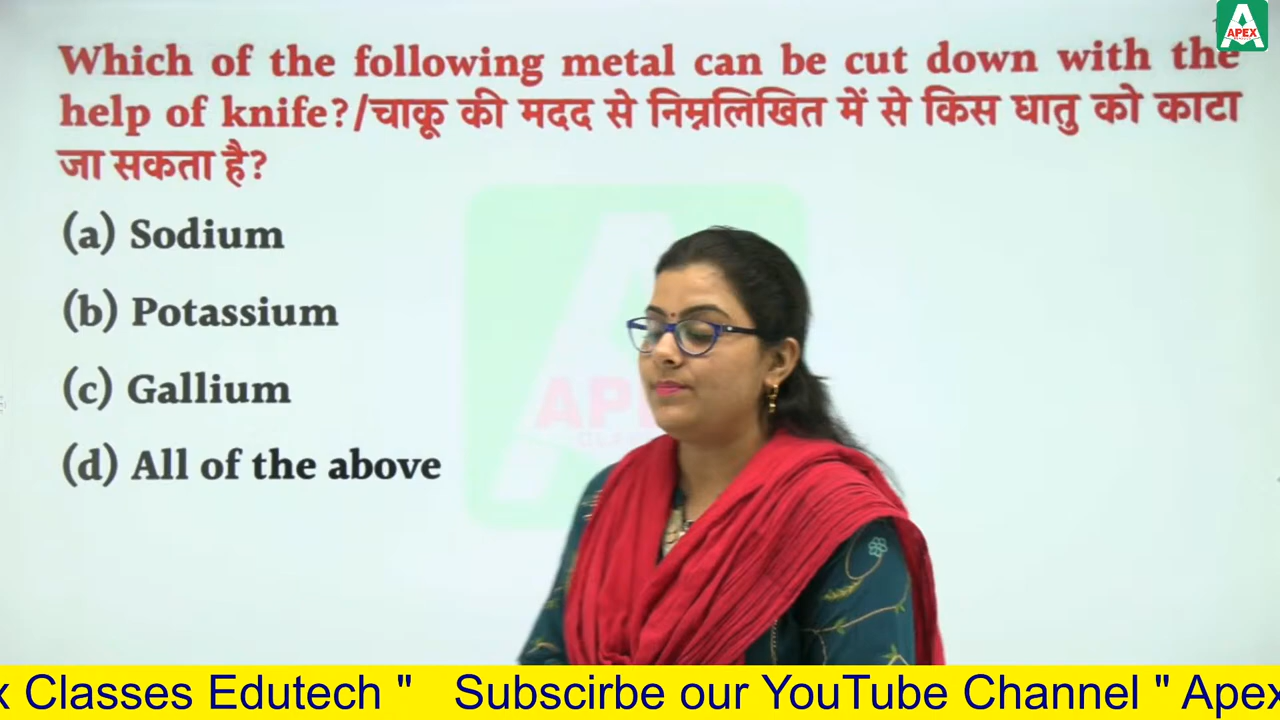 APEX
Which of the following metal can be cut down with the
help of knife?/चाकू की मदद से निम्नलिखित में से किस धातु को काटा
जा सकता है?
(a) Sodium
(b) Potassium
(c) Gallium
(d) All of the above
x Classes Edutech " Subscirbe our YouTube Channel " Apex